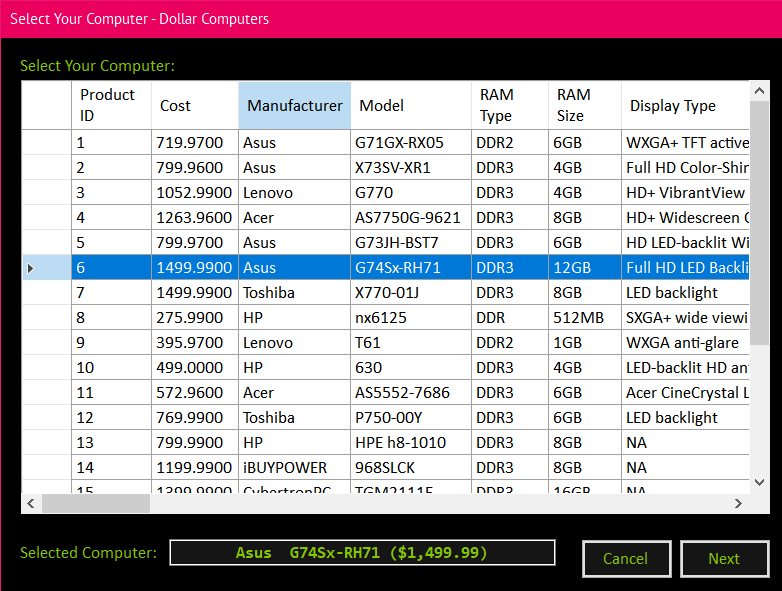 Select Your Computer - Dollar Computers
Select Your Computer:
Product ID Cost Manufacturer Model RAM Type RAM Size Display Type
1 719.9700 Asus G71GX-RX05 DDR2 6GB WXGA+ TFT active
2 799.9600 Asus X73SV-XR1 DDR3 4GB Full HD Color-Shin
3 1052.9900 Lenovo G770 DDR3 4GB HD+ VibrantView
4 1263.9600 Acer AS7750G-9621 DDR3 8GB HD+ Widescreen
5 799.9700 Asus G73JH-BST7 DDR3 6GB HD LED-backlit Wi
6 1499.9900 Asus G74Sx-RH71 DDR3 12GB Full HD LED Backli
7 1499.9900 Toshiba X770-01J DDR3 8GB LED backlight
8 275.9900 HP nx6125 DDR 512MB SXGA+ wide viewi
9 395.9700 Lenovo T61 DDR2 1GB WXGA anti-glare
10 499.0000 HP 630 DDR3 4GB LED-backlit HD an
11 572.9600 Acer AS5552-7686 DDR3 6GB Acer CineCrystal L
12 769.9900 Toshiba P750-00Y DDR3 6GB LED backlight
13 799.9900 HP HPE h8-1010 DDR3 8GB NA
14 1199.9900 iBUYPOWER 968SLCK DDR3 8GB NA
15 1399.9900 CybertronPC TGM2111F DDR3 16GB NA
Selected Computer: Asus G74Sx-RH71 ($1,499.99) Cancel Next